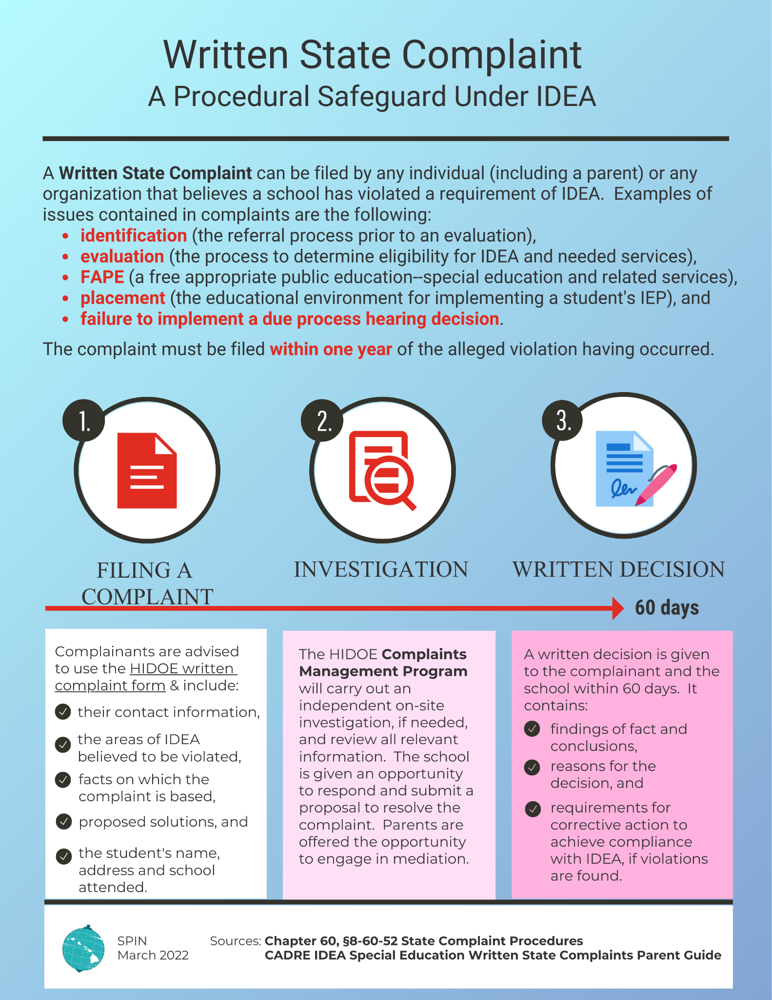 Written State Complaint
A Procedural Safeguard Under IDEA
A Written State Complaint can be filed by any individual (including a parent) or any
organization that believes a school has violated a requirement of IDEA.  Examples of
issues contained in complaints are the following:
• identification (the referral process prior to an evaluation),
• evaluation (the process to determine eligibility for IDEA and needed services),
• FAPE (a free appropriate public education--special education and related services),
• placement (the educational environment for implementing a student's IEP), and
• failure to implement a due process hearing decision.
The complaint must be filed within one year of the alleged violation having occurred.
1.
2.
3.
FILING A
COMPLAINT
INVESTIGATION
WRITTEN DECISION
60 days
Complainants are advised
to use the HIDOE written
complaint form & include:
their contact information,
the areas of IDEA
believed to be violated,
facts on which the
complaint is based,
proposed solutions, and
the student's name,
address and school
attended.
The HIDOE Complaints
Management Program
will carry out an
independent on-site
investigation, if needed,
and review all relevant
information.  The school
is given an opportunity
to respond and submit a
proposal to resolve the
complaint.  Parents are
offered the opportunity
to engage in mediation.
A written decision is given
to the complainant and the
school within 60 days.  It
contains:
findings of fact and
conclusions,
reasons for the
decision, and
requirements for
corrective action to
achieve compliance
with IDEA, if violations
are found.
SPIN
March 2022
Sources: Chapter 60, §8-60-52 State Complaint Procedures
CADRE IDEA Special Education Written State Complaints Parent Guide